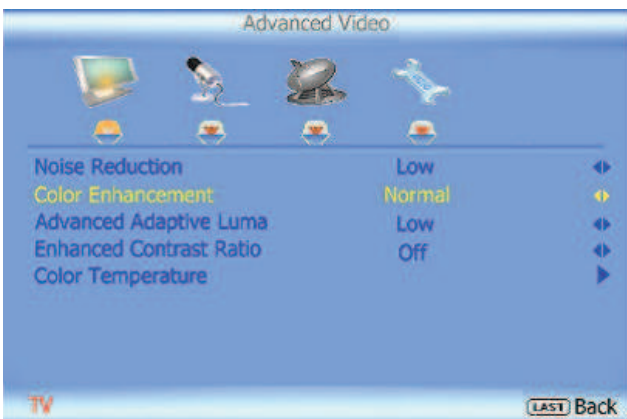 Advanced Video
Noise Reduction Low
Color Enhancement Normal
Advanced Adaptive Luma Low
Enhanced Contrast Ratio Off
Color Temperature
TV LAST Back